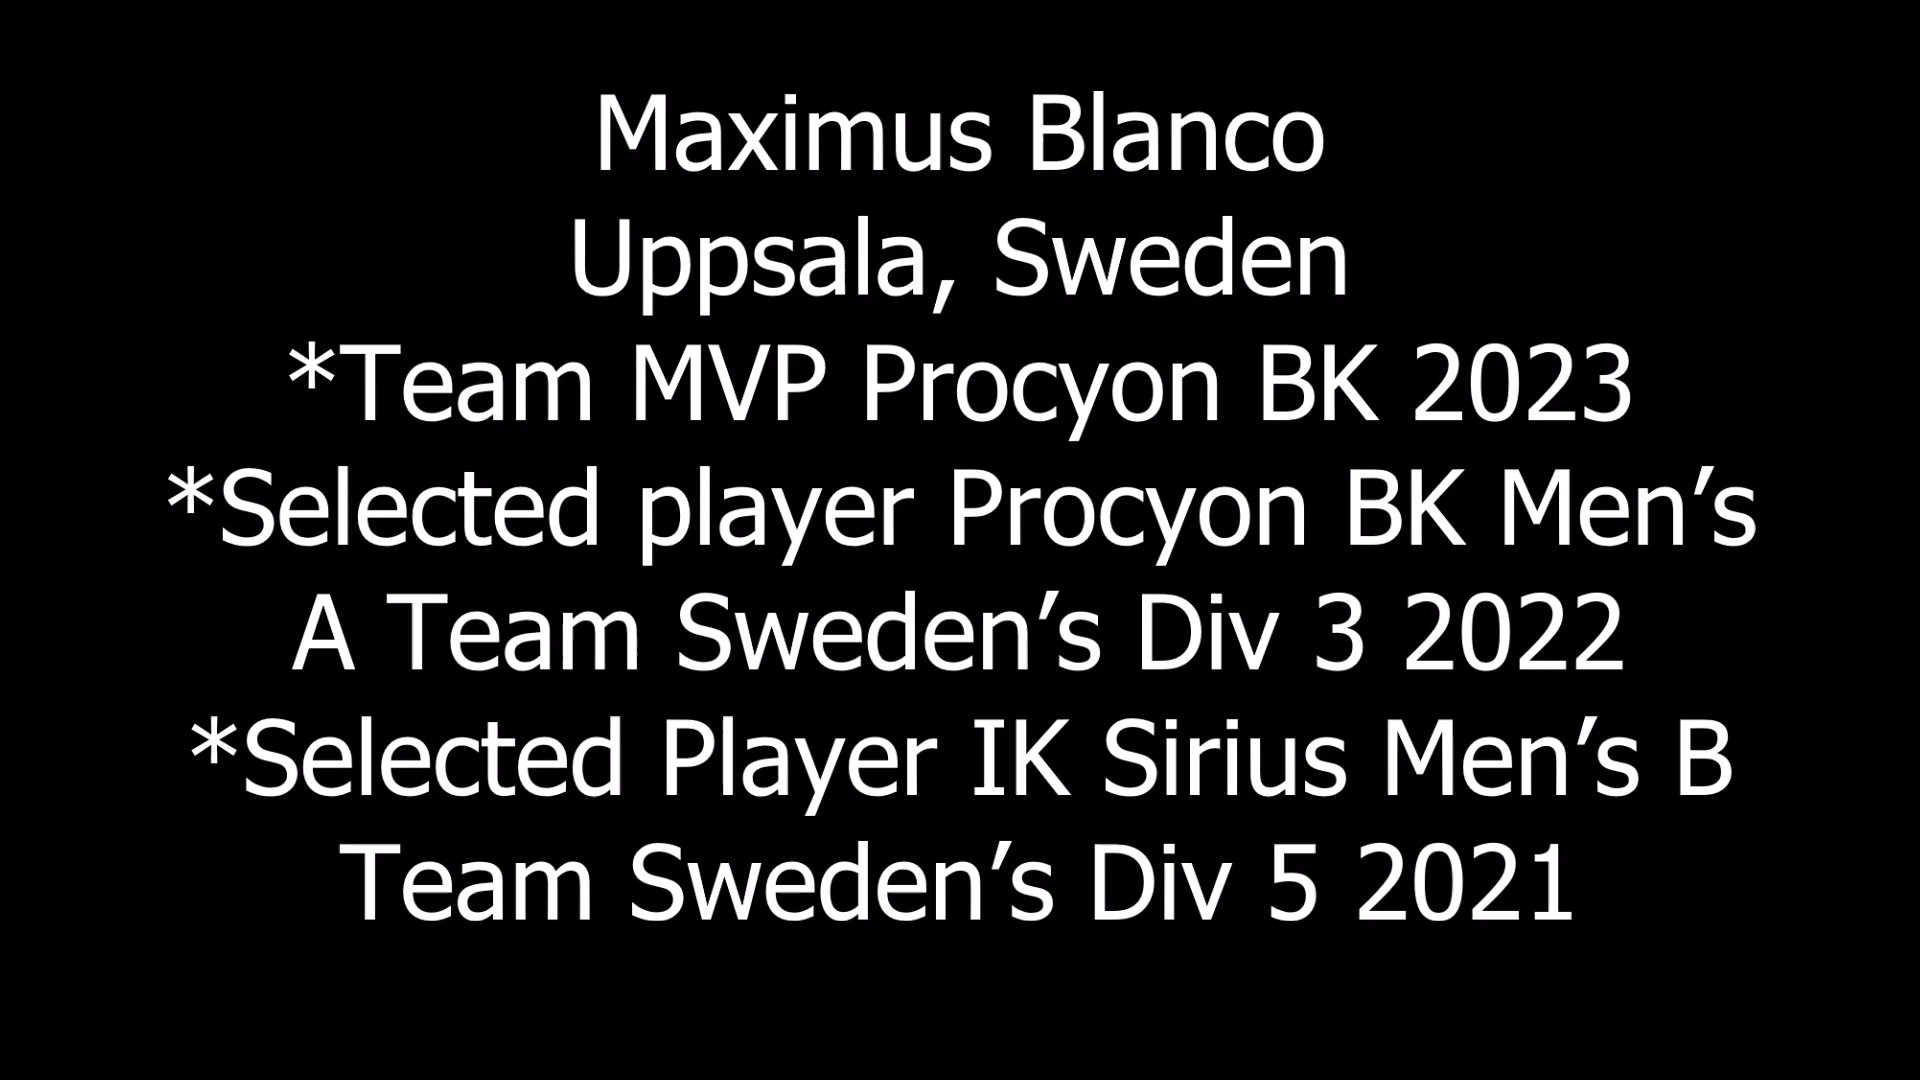 Maximus Blanco
Uppsala, Sweden
*Team MVP Procyon BK 2023
*Selected player Procyon BK Men’s
A Team Sweden’s Div 3 2022
*Selected Player IK Sirius Men’s B
Team Sweden’s Div 5 2021